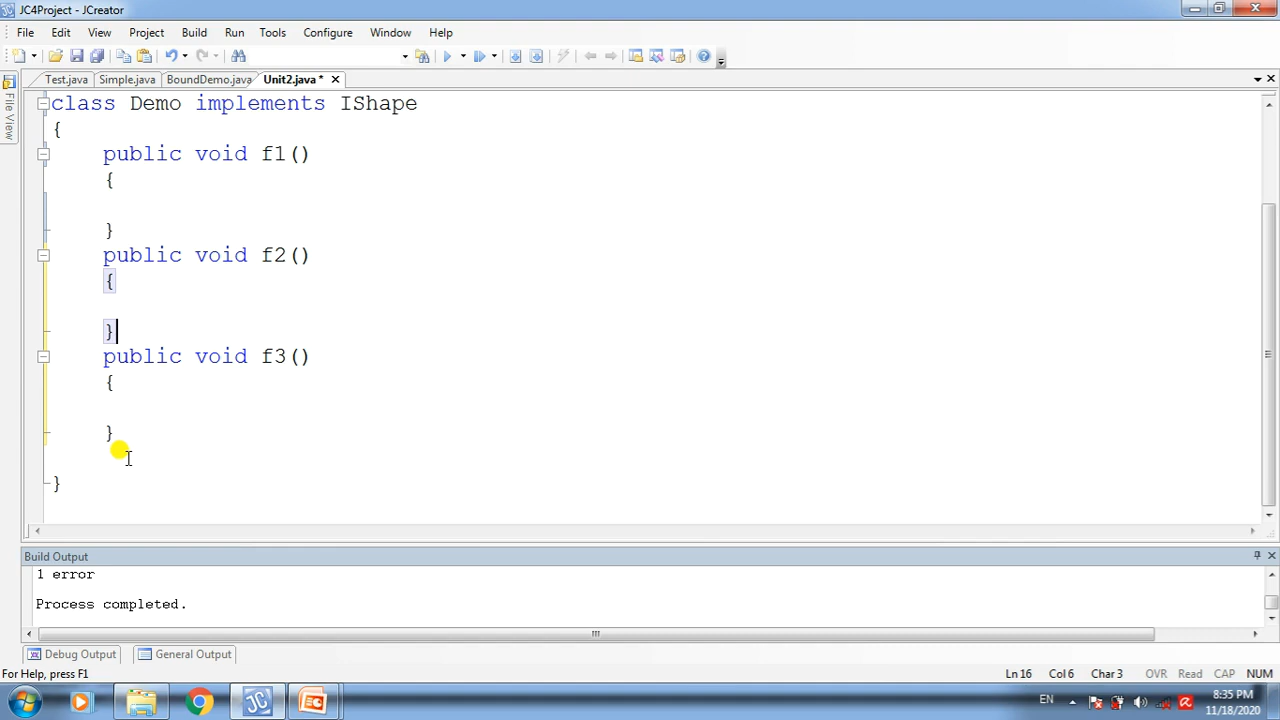 JC4Project - JCreator
File Edit View Project Build Run Tools Configure Window Help
Test.java Simple.java BoundDemo.java Unit2.java *
File View
class Demo implements IShape
{
public void f1()
{
}
public void f2()
{
}
public void f3()
{
}
}
Build Output
1 error
Process completed.
Debug Output General Output
For Help, press F1 Ln 16 Col 6 Char 3 OVR Read CAP NUM
EN 8:35 PM
11/18/2020